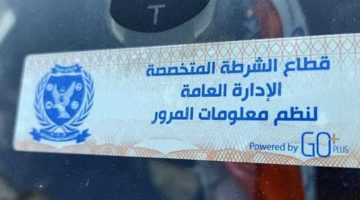 T
قطاع الشرطة المتخصصة
الإدارة العامة
لنظم معلومات المرور
Powered by GO+ PLUS